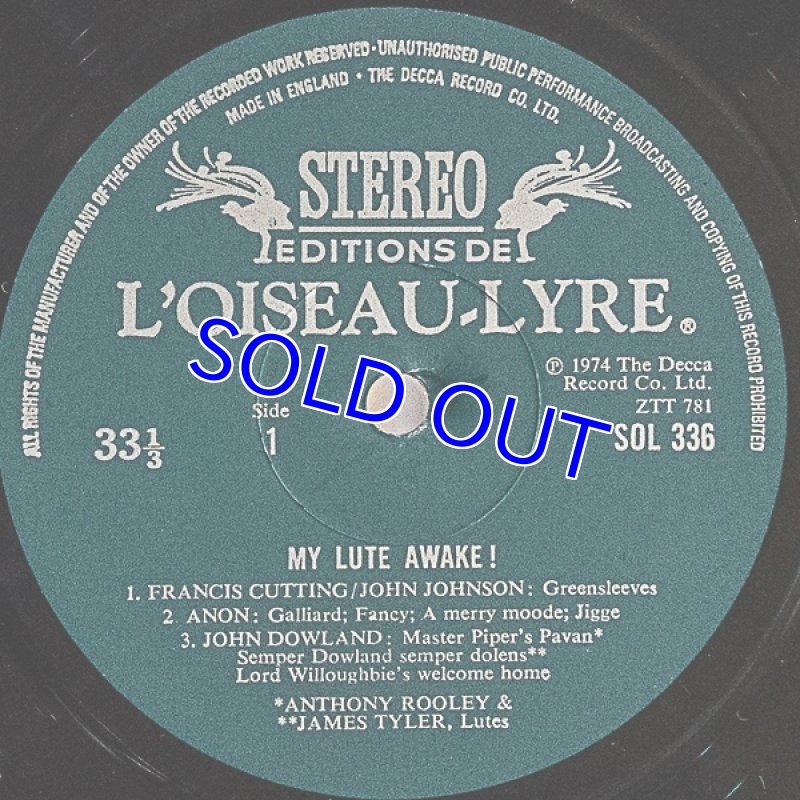 ALL RIGHTS OF THE MANUFACTURER AND OF THE OWNER OF THE RECORDED WORK RESERVED · UNAUTHORISED PUBLIC PERFORMANCE BROADCASTING AND COPYING OF THIS RECORD PROHIBITED
MADE IN ENGLAND · THE DECCA RECORD CO. LTD.
STEREO
EDITIONS DE
L'OISEAU-LYRE®
SOLD OUT
℗ 1974 The Decca
Record Co. Ltd.
ZTT 781
SOL 336
Side
1
33⅓
MY LUTE AWAKE!
1. FRANCIS CUTTING/JOHN JOHNSON: Greensleeves
2. ANON: Galliard; Fancy; A merry moode; Jigge
3. JOHN DOWLAND: Master Piper's Pavan*
Semper Dowland semper dolens**
Lord Willoughbie's welcome home
*ANTHONY ROOLEY &
**JAMES TYLER, Lutes